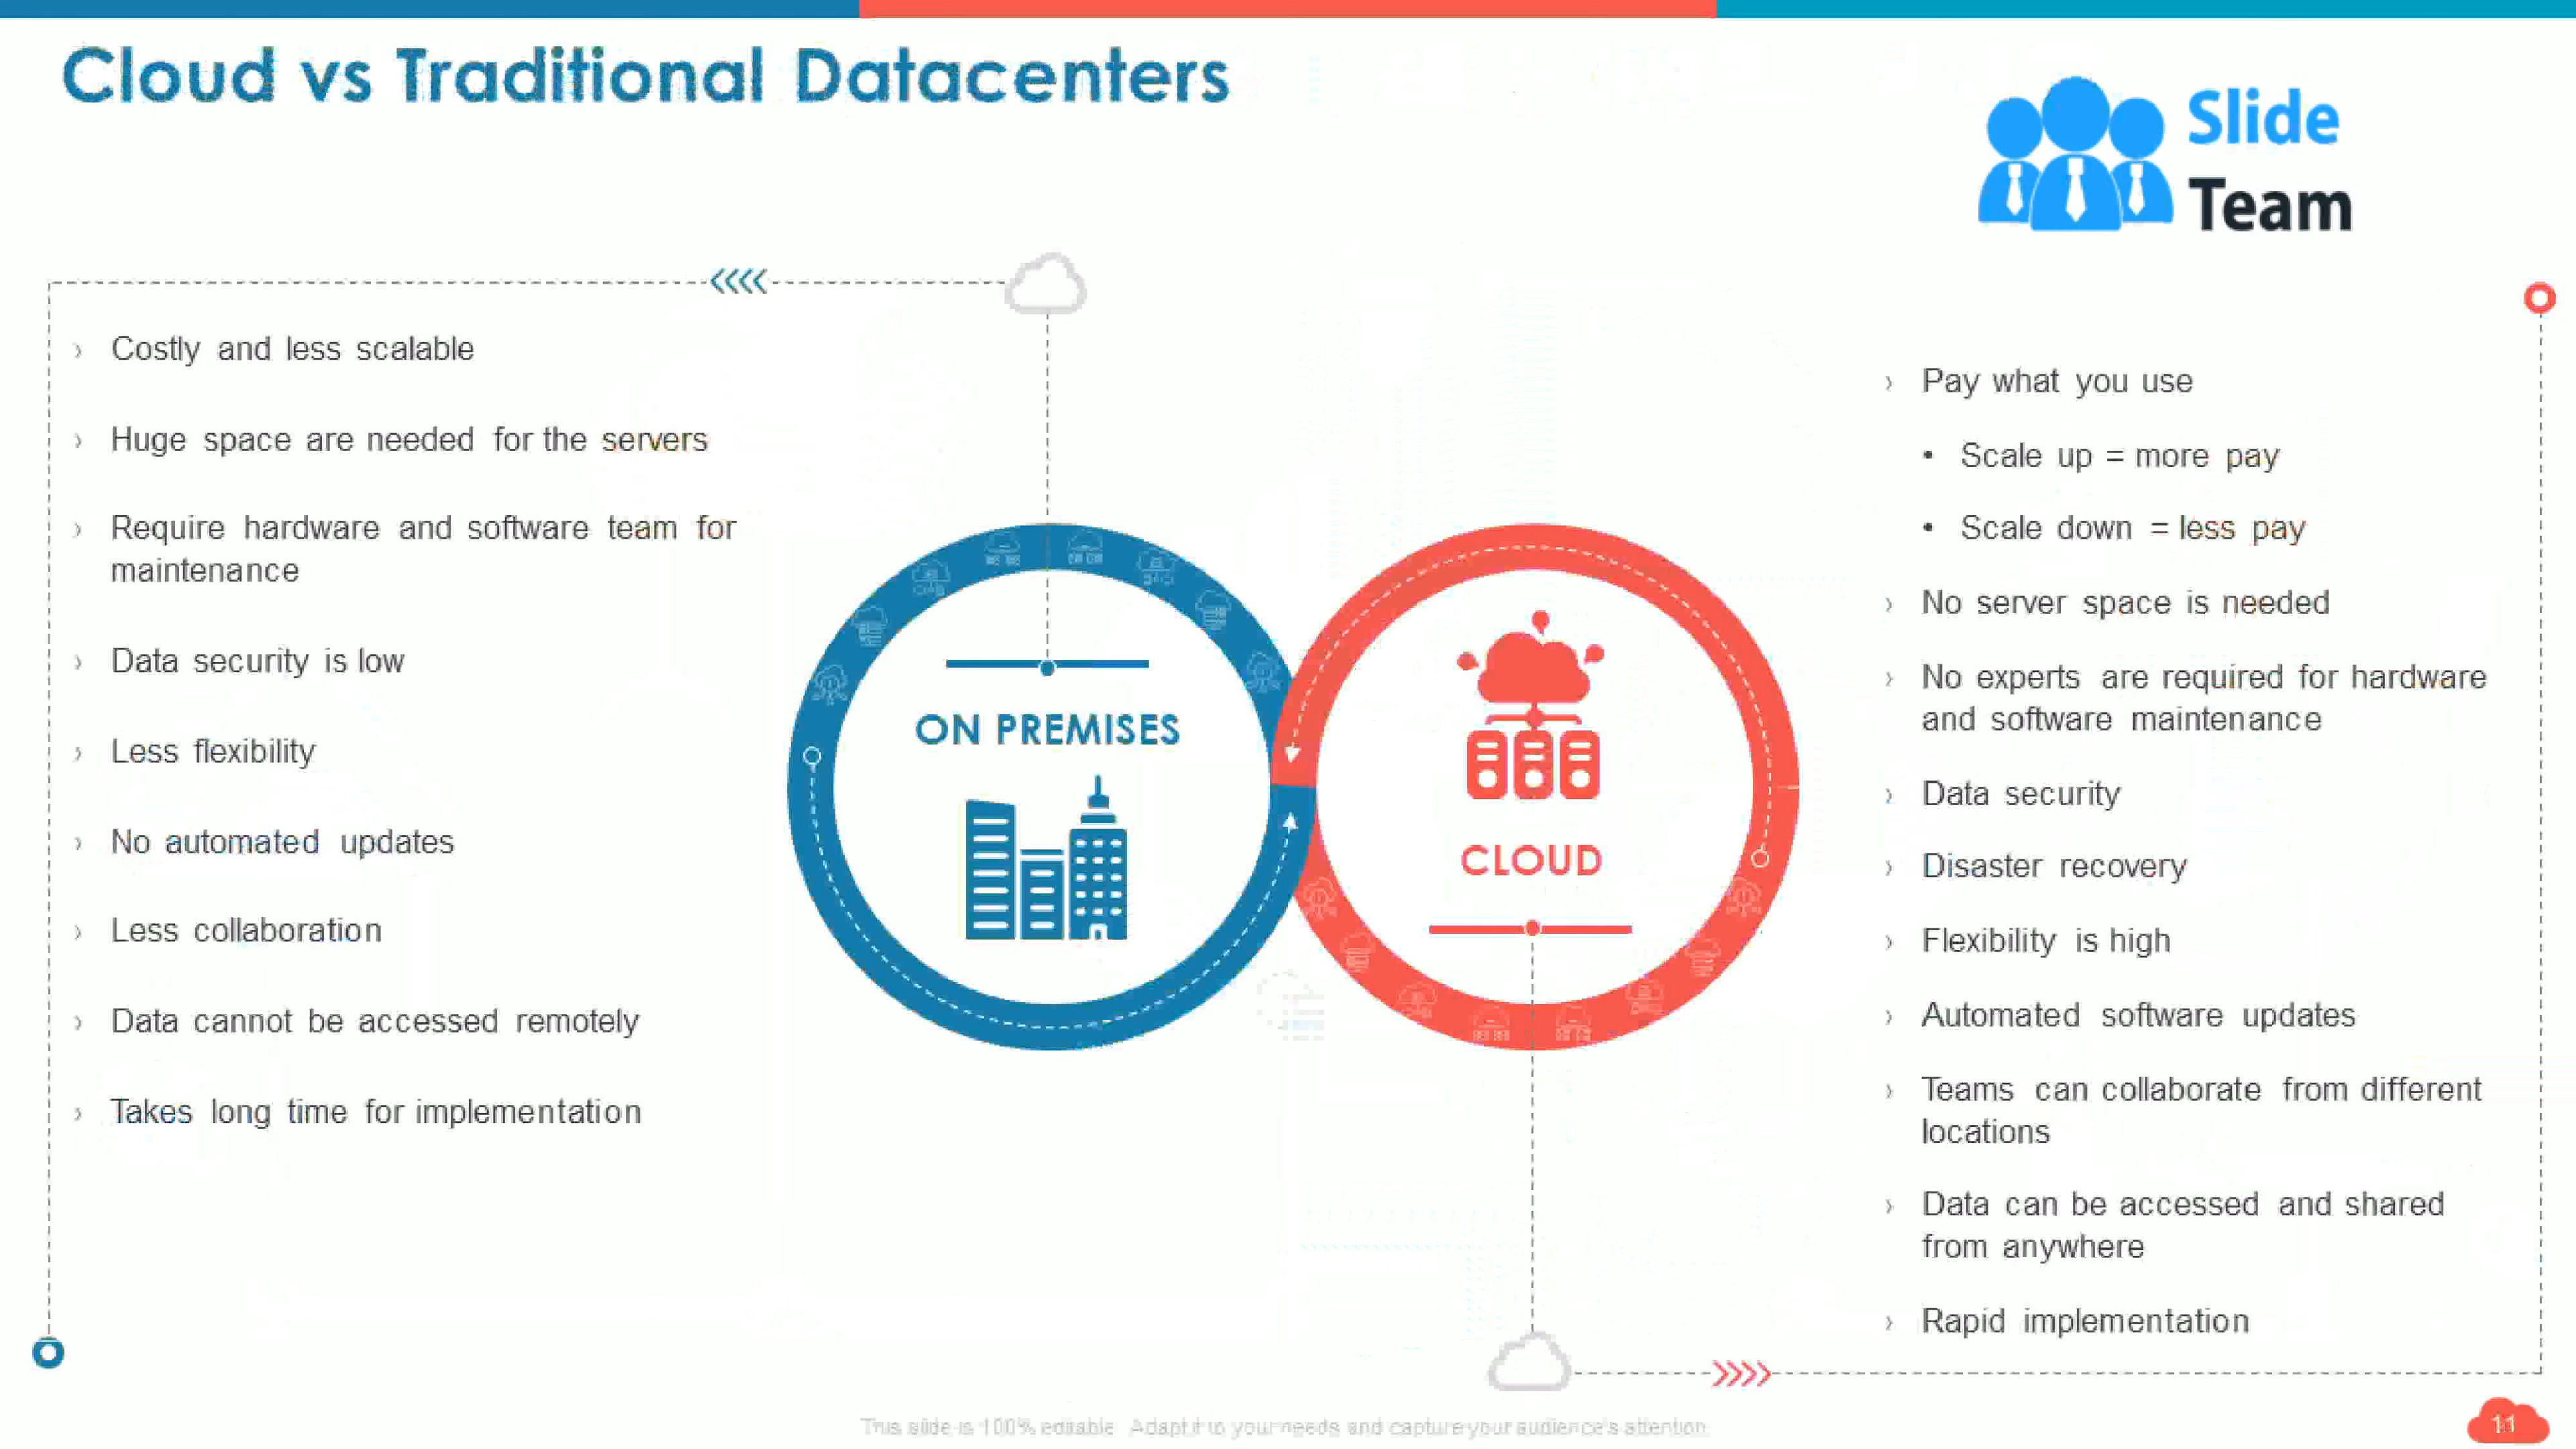 Cloud vs Traditional Datacenters
Slide
Team
Costly and less scalable
Huge space are needed for the servers
Require hardware and software team for
maintenance
Data security is low
Less flexibility
No automated updates
Less collaboration
Data cannot be accessed remotely
Takes long time for implementation
ON PREMISES
CLOUD
Pay what you use
Scale up = more pay
Scale down = less pay
No server space is needed
No experts are required for hardware
and software maintenance
Data security
Disaster recovery
Flexibility is high
Automated software updates
Teams can collaborate from different
locations
Data can be accessed and shared
from anywhere
Rapid implementation
This slide is 100% editable. Adapt it to your needs and capture your audience's attention.
11